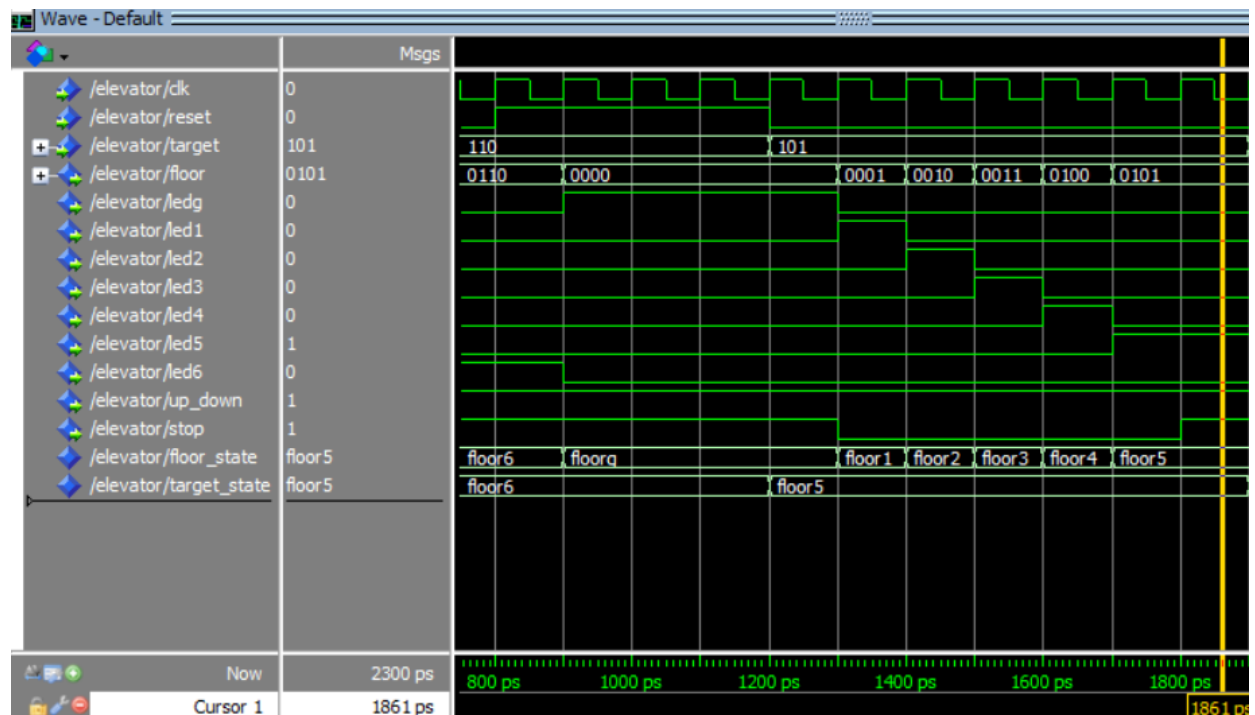 Wave - Default
Msgs
/elevator/clk 0
/elevator/reset 0
/elevator/target 101 110 101
/elevator/floor 0101 0110 0000 0001 0010 0011 0100 0101
/elevator/ledg 0
/elevator/led1 0
/elevator/led2 0
/elevator/led3 0
/elevator/led4 0
/elevator/led5 1
/elevator/led6 0
/elevator/up_down 1
/elevator/stop 1
/elevator/floor_state floor5 floor6 floorg floor1 floor2 floor3 floor4 floor5
/elevator/target_state floor5 floor6 floor5
Now 2300 ps 800 ps 1000 ps 1200 ps 1400 ps 1600 ps 1800 ps
Cursor 1 1861 ps 1861 ps